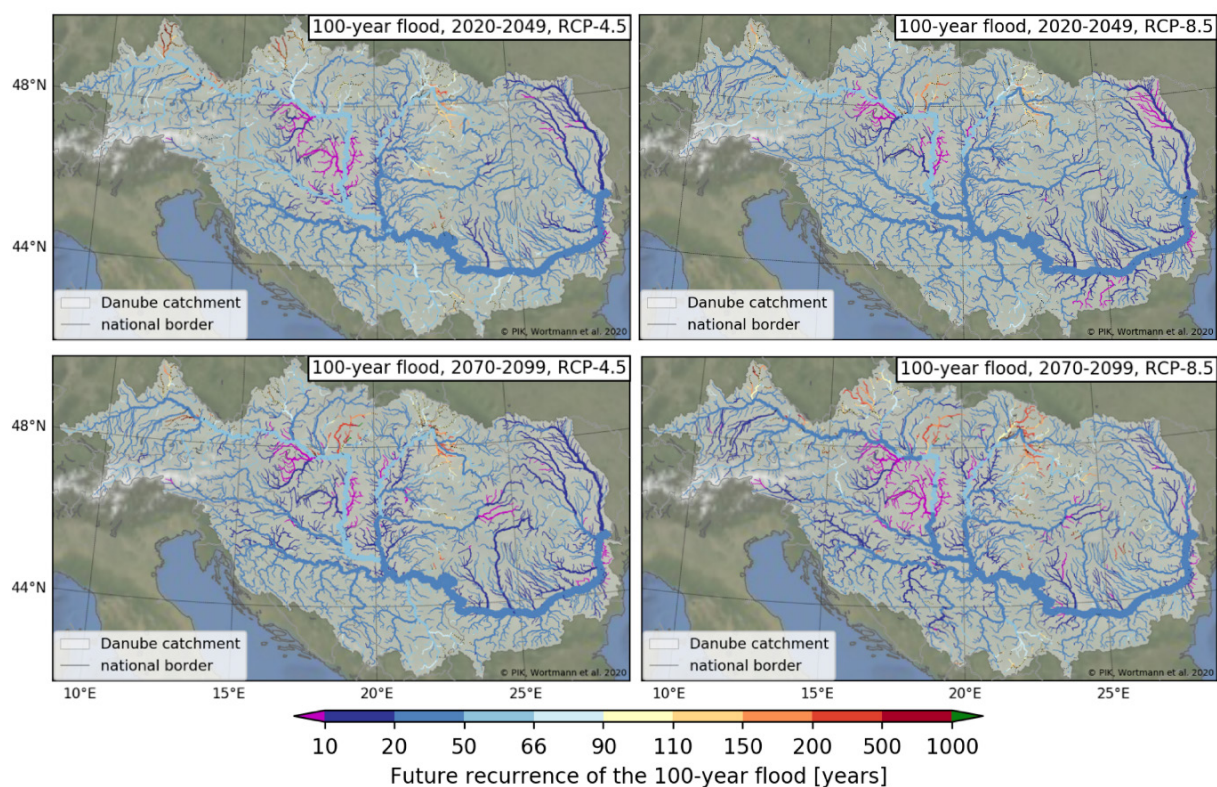 100-year flood, 2020-2049, RCP-4.5
100-year flood, 2020-2049, RCP-8.5
48°N
44°N
Danube catchment
national border
© PIK, Wortmann et al. 2020
Danube catchment
national border
© PIK, Wortmann et al. 2020
100-year flood, 2070-2099, RCP-4.5
100-year flood, 2070-2099, RCP-8.5
48°N
44°N
Danube catchment
national border
© PIK, Wortmann et al. 2020
Danube catchment
national border
© PIK, Wortmann et al. 2020
10°E 15°E 20°E 25°E
10°E 15°E 20°E 25°E
10 20 50 66 90 110 150 200 500 1000
Future recurrence of the 100-year flood [years]